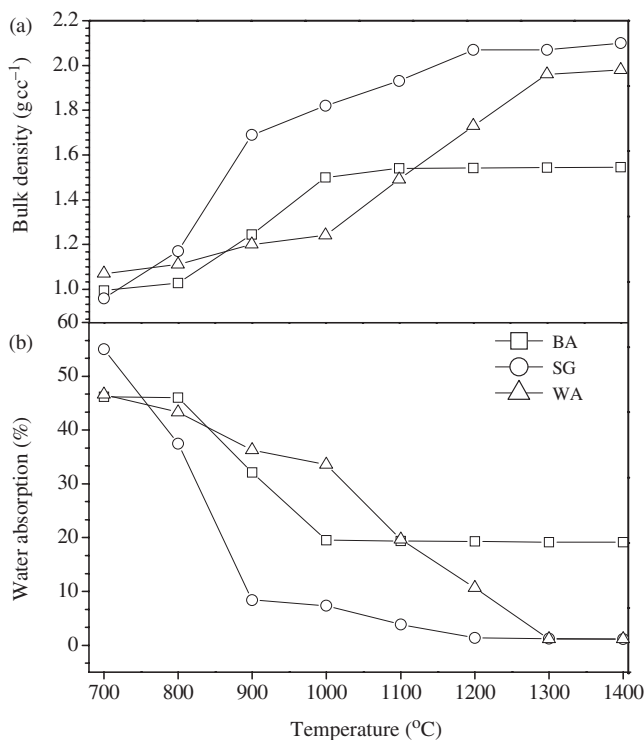 (a)
Bulk density (g cc⁻¹)
2.2
2.0
1.8
1.6
1.4
1.2
1.0
60
(b)
BA
SG
WA
Water absorption (%)
50
40
30
20
10
0
700 800 900 1000 1100 1200 1300 1400
Temperature (°C)